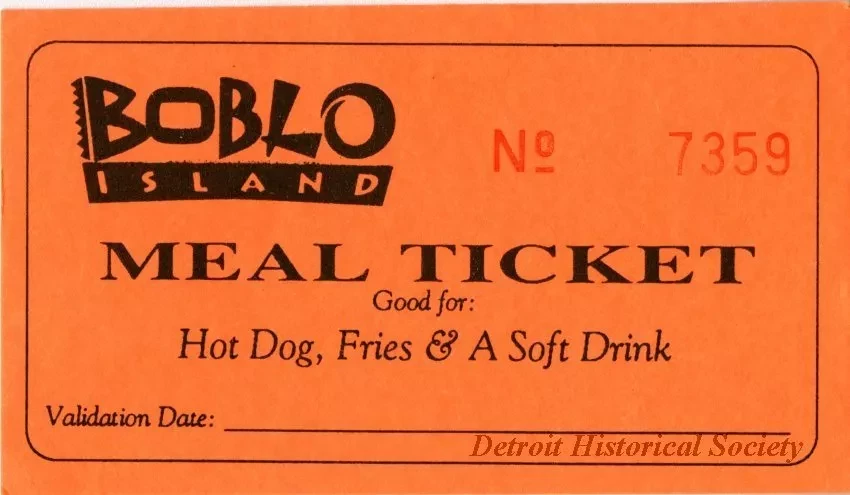 BOBLO
ISLAND
Nº 7359
MEAL TICKET
Good for:
Hot Dog, Fries & A Soft Drink
Validation Date:
Detroit Historical Society